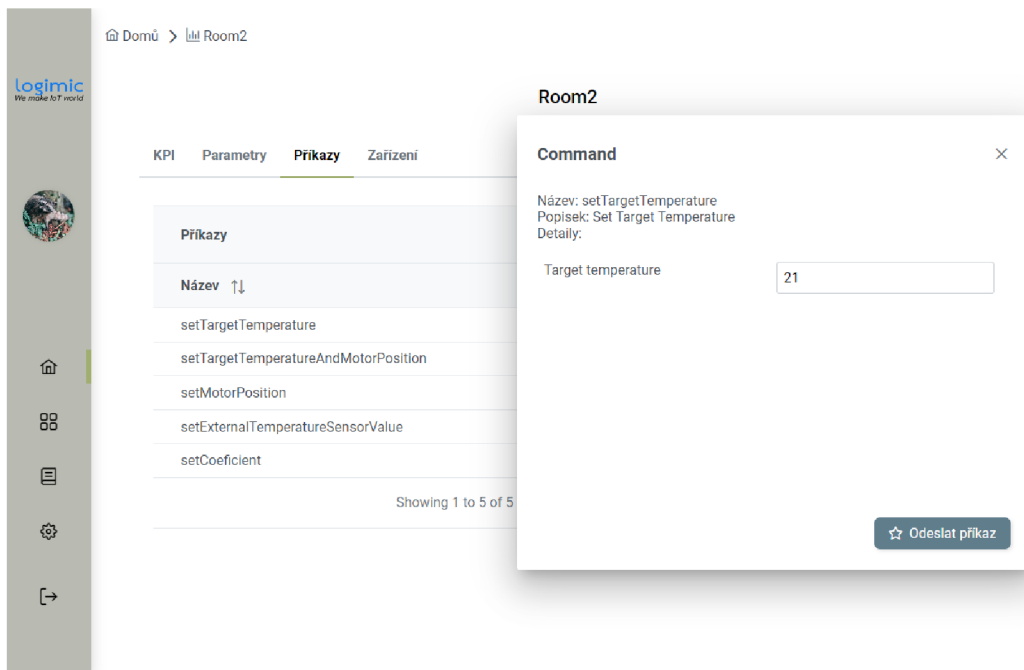 Domů
Room2
logimic
We make IoT world
Room2
KPI Parametry Příkazy Zařízení
Command
Název: setTargetTemperature
Popisek: Set Target Temperature
Detaily:
Target temperature 21
Příkazy
Název
setTargetTemperature
setTargetTemperatureAndMotorPosition
setMotorPosition
setExternalTemperatureSensorValue
setCoeficient
Showing 1 to 5 of 5
Odeslat příkaz